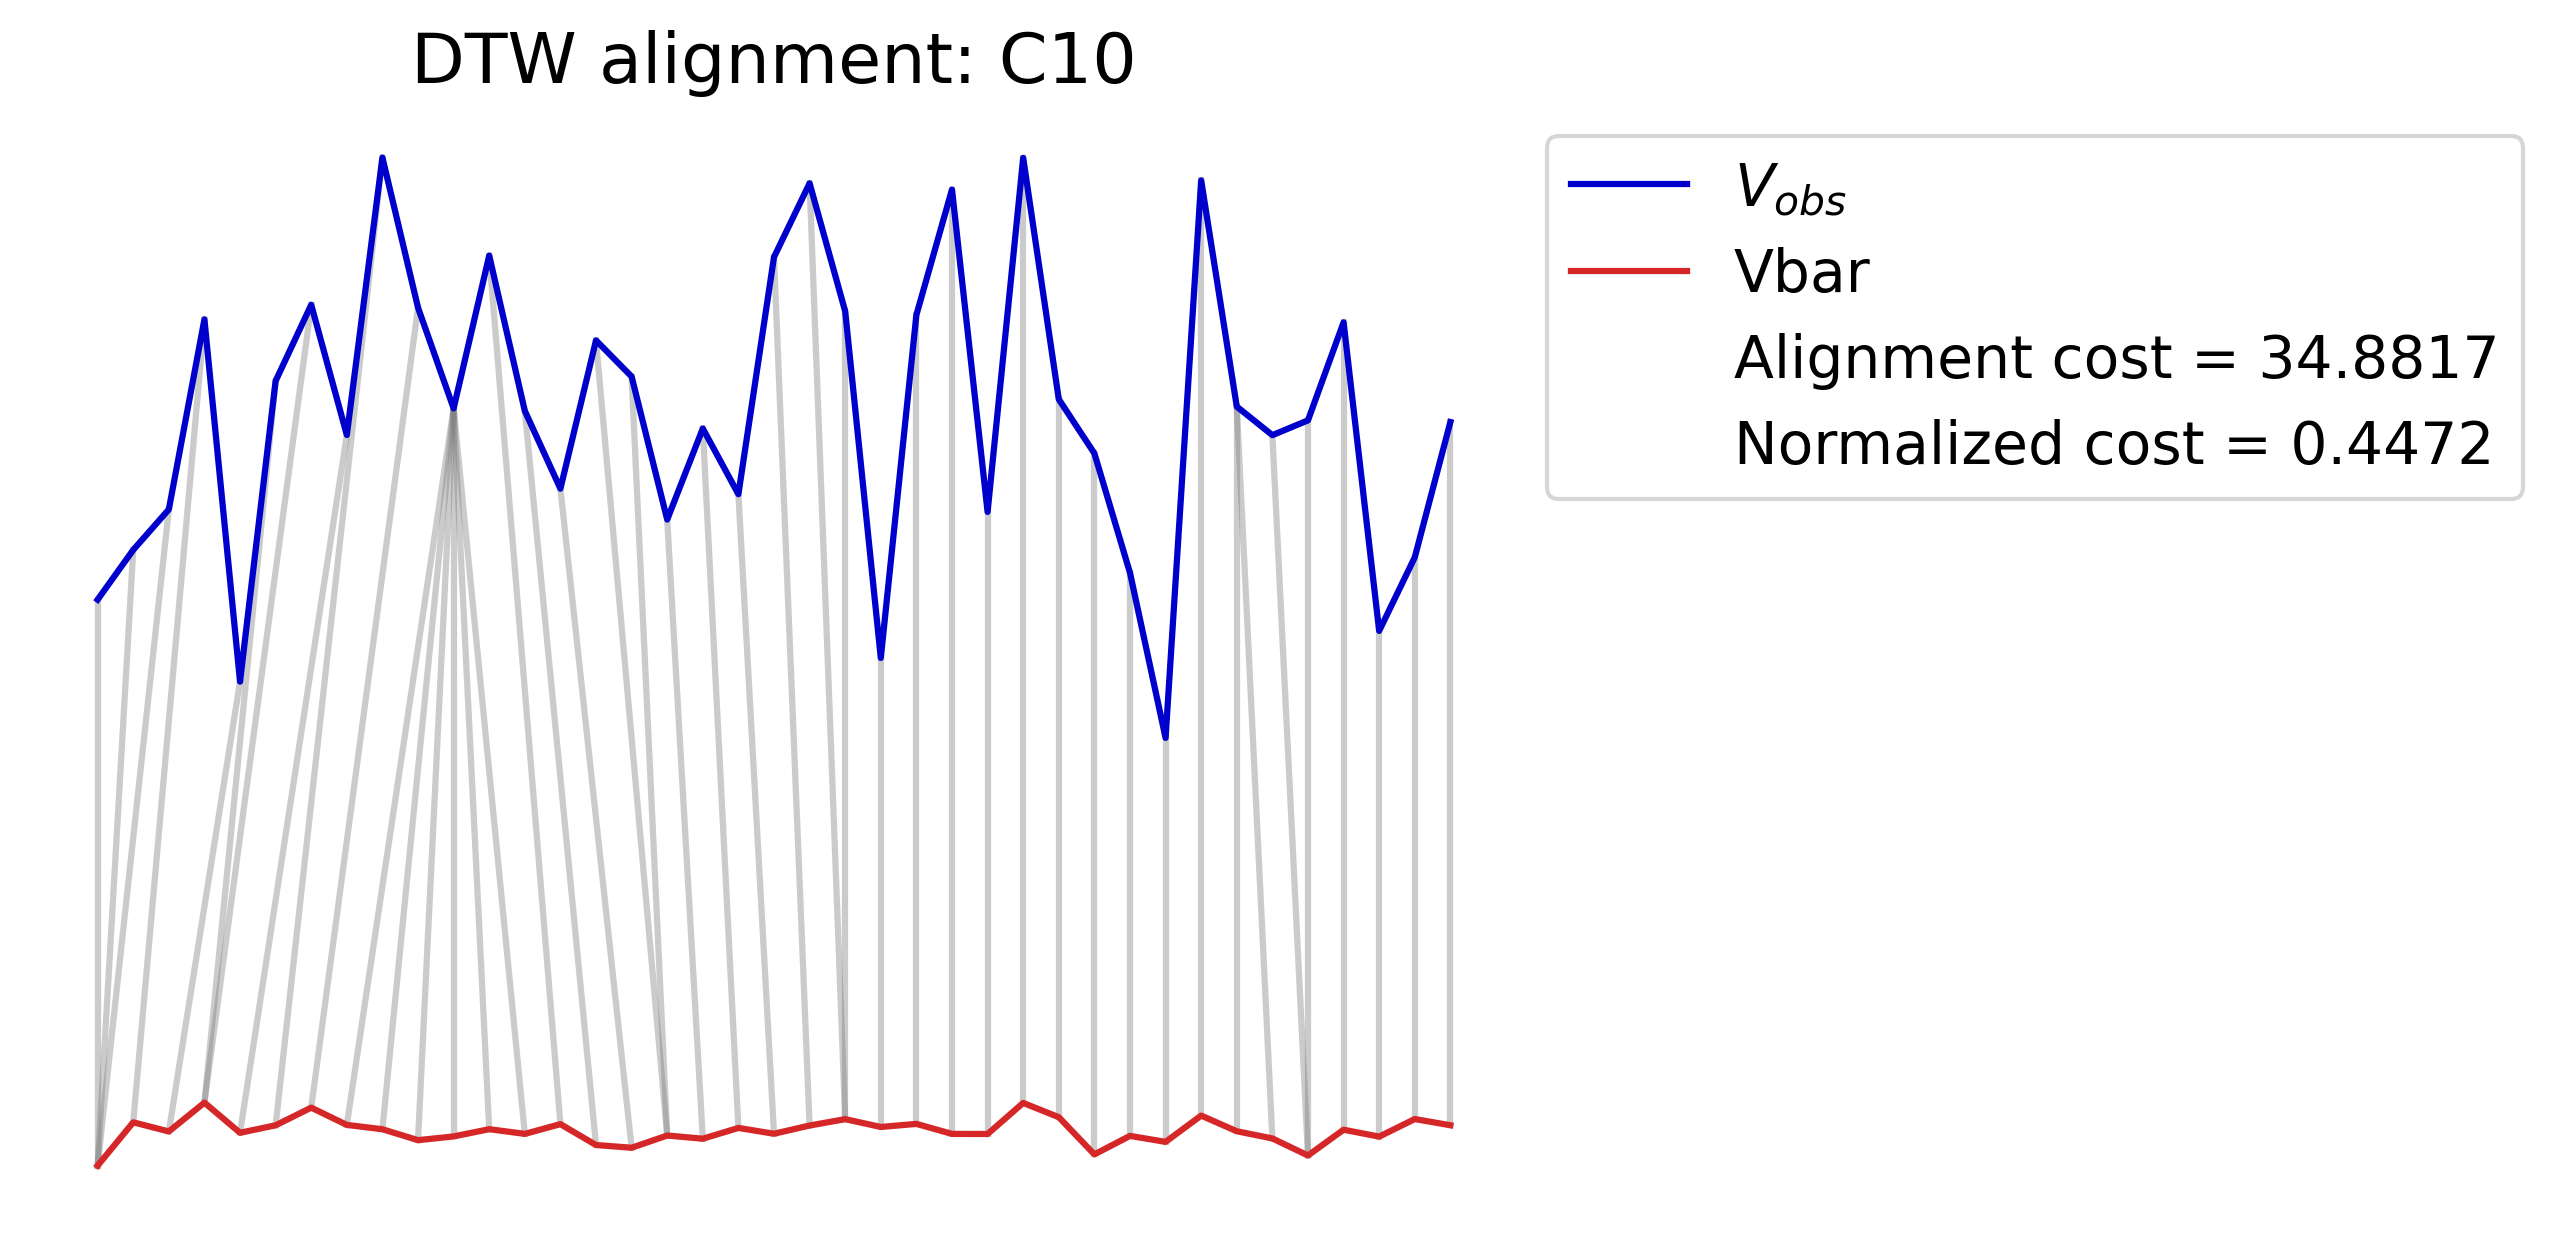 DTW alignment: C10
V_obs
Vbar
Alignment cost = 34.8817
Normalized cost = 0.4472